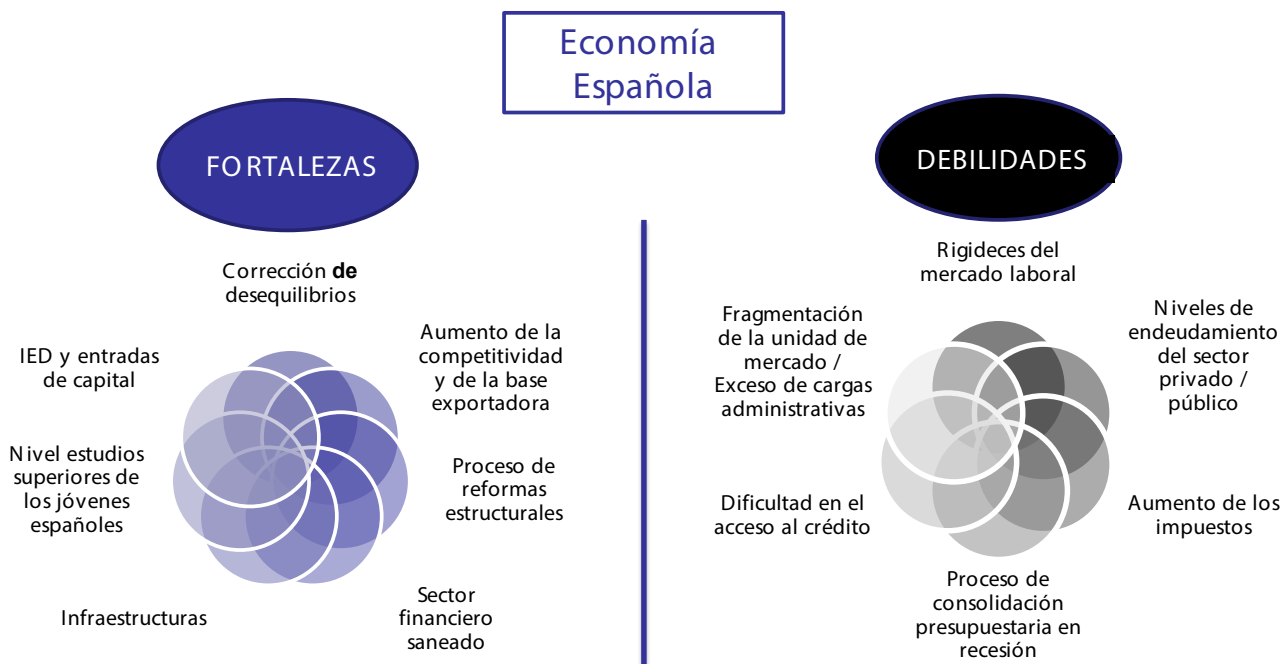 Economía
Española
FORTALEZAS
Corrección de
desequilibrios
Aumento de la
competitividad
y de la base
exportadora
Proceso de
reformas
estructurales
Sector
financiero
saneado
Infraestructuras
Nivel estudios
superiores de
los jóvenes
españoles
IED y entradas
de capital
DEBILIDADES
Rigideces del
mercado laboral
Niveles de
endeudamiento
del sector
privado /
público
Aumento de los
impuestos
Proceso de
consolidación
presupuestaria en
recesión
Dificultad en el
acceso al crédito
Fragmentación
de la unidad de
mercado /
Exceso de cargas
administrativas